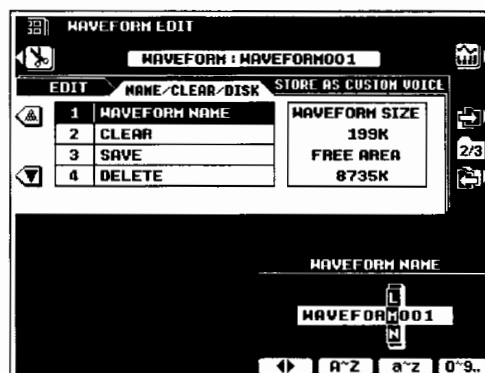 WAVEFORM EDIT
WAVEFORM : WAVEFORM001
EDIT NAME/CLEAR/DISK STORE AS CUSTOM VOICE
1 WAVEFORM NAME
2 CLEAR
3 SAVE
4 DELETE
WAVEFORM SIZE
199K
FREE AREA
8735K
2/3
WAVEFORM NAME
L
WAVEFORM001
N
A~Z a~z 0~9..